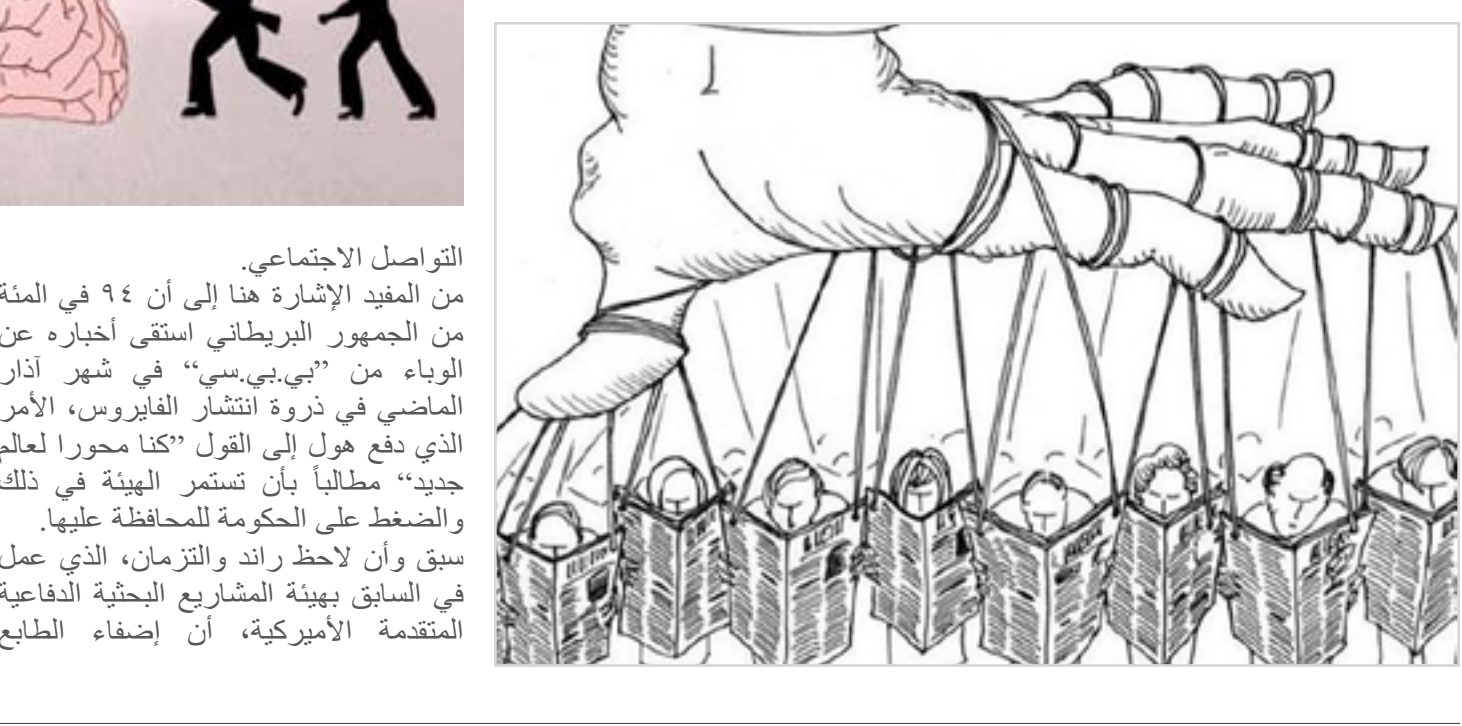 التواصل الاجتماعي.
من المفيد الإشارة هنا إلى أن ٩٤ في المئة
من الجمهور البريطاني استقى أخباره عن
الوباء من ”بي.بي.سي“ في شهر آذار
الماضي في ذروة انتشار الفايروس، الأمر
الذي دفع هول إلى القول ”كنا محورا لعالم
جديد“ مطالباً بأن تستمر الهيئة في ذلك
والضغط على الحكومة للمحافظة عليها.
سبق وأن لاحظ راند والتزمان، الذي عمل
في السابق بهيئة المشاريع البحثية الدفاعية
المتقدمة الأميركية، أن إضفاء الطابع